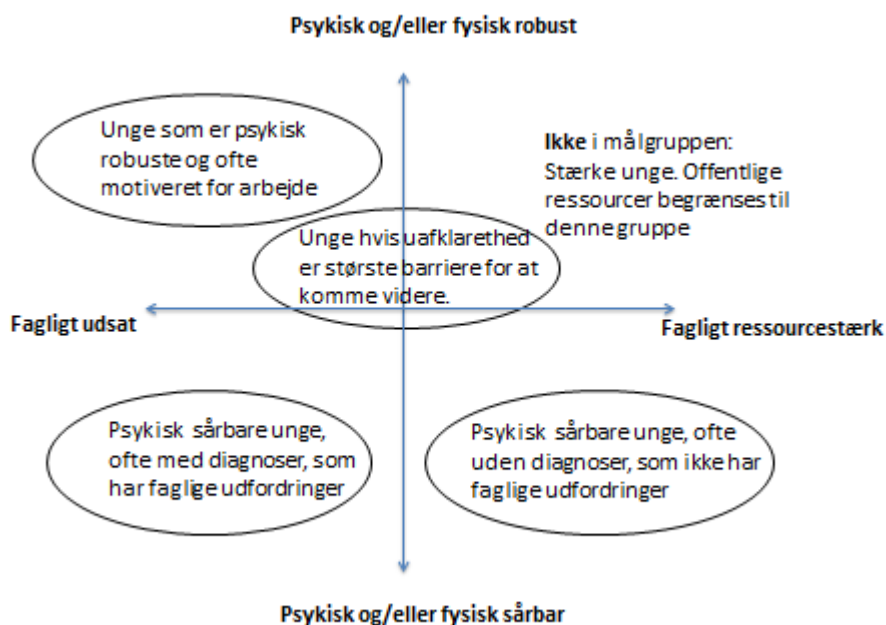 Psykisk og/eller fysisk robust
Unge som er psykisk
robuste og ofte
motiveret for arbejde
Ikke i målgruppen:
Stærke unge. Offentlige
ressourcer begrænses til
denne gruppe
Unge hvis uafklarethed
er største barriere for at
komme videre.
Fagligt udsat
Fagligt ressourcestærk
Psykisk sårbare unge,
ofte med diagnoser, som
har faglige udfordringer
Psykisk sårbare unge, ofte
uden diagnoser, som ikke har
faglige udfordringer
Psykisk og/eller fysisk sårbar